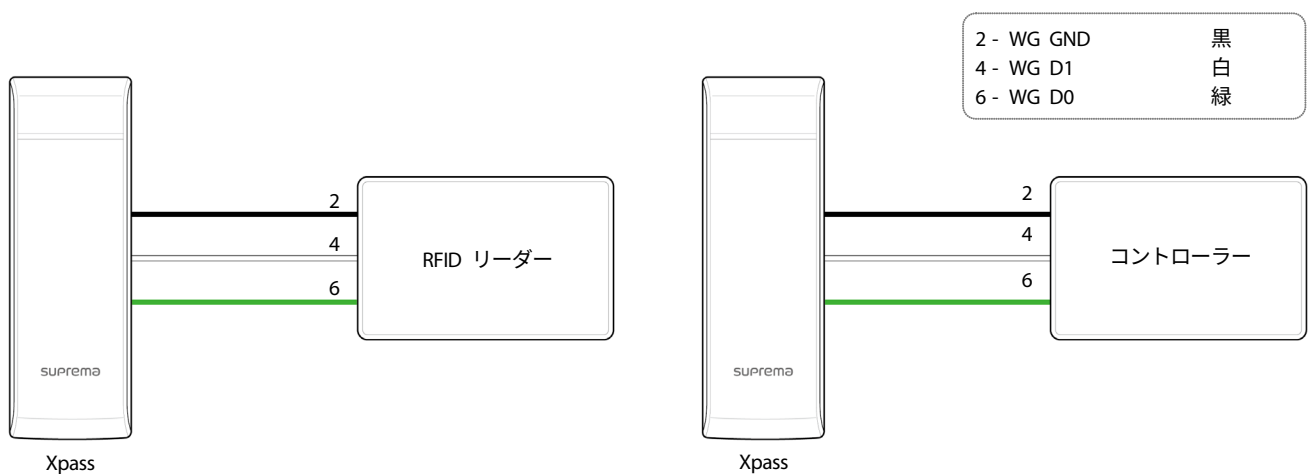 2 - WG GND 黒
4 - WG D1 白
6 - WG D0 緑
2
4
6
RFID リーダー
suprema
Xpass
2
4
6
コントローラー
suprema
Xpass